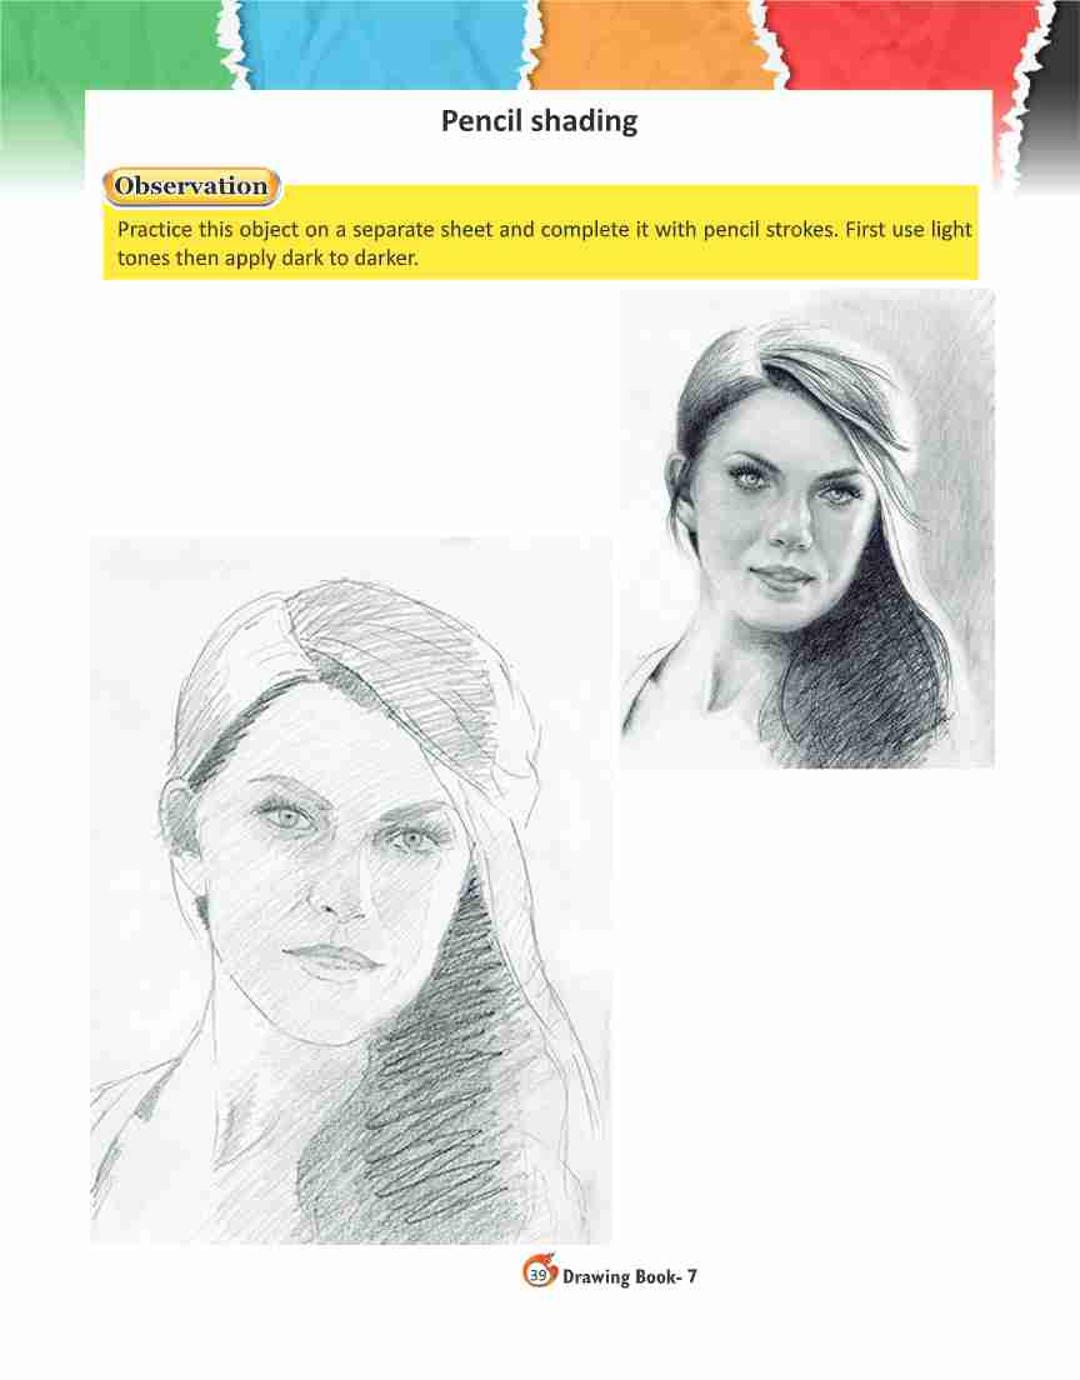 Pencil shading
Observation
Practice this object on a separate sheet and complete it with pencil strokes. First use light
tones then apply dark to darker.
39 Drawing Book- 7